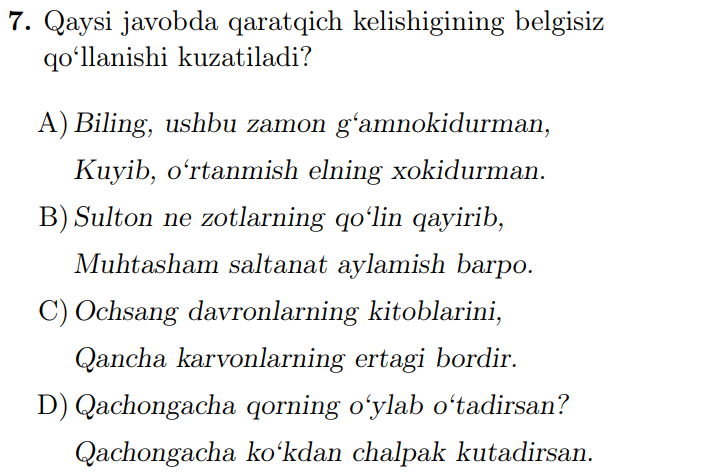 7. Qaysi javobda qaratqich kelishigining belgisiz
qo‘llanishi kuzatiladi?
A) Biling, ushbu zamon g‘amnokidurman,
Kuyib, o‘rtanmish elning xokidurman.
B) Sulton ne zotlarning qo‘lin qayirib,
Muhtasham saltanat aylamish barpo.
C) Ochsang davronlarning kitoblarini,
Qancha karvonlarning ertagi bordir.
D) Qachongacha qorning o‘ylab o‘tadirsan?
Qachongacha ko‘kdan chalpak kutadirsan.